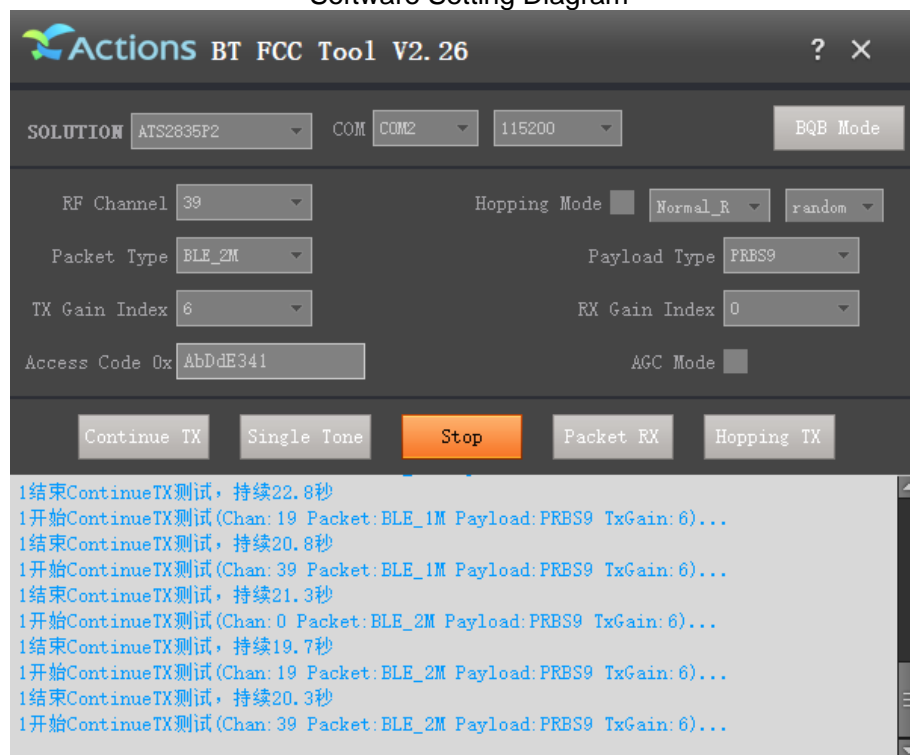 Software Setting Diagram
Actions BT FCC Tool V2.26 ? ×
SOLUTION ATS2835P2 COM COM2 115200 BQB Mode
RF Channel 39 Hopping Mode Normal_R random
Packet Type BLE_2M Payload Type PRBS9
TX Gain Index 6 RX Gain Index 0
Access Code 0x AbDdE341 AGC Mode
Continue TX Single Tone Stop Packet RX Hopping TX
1结束ContinueTX测试，持续22.8秒
1开始ContinueTX测试(Chan:19 Packet:BLE_1M Payload:PRBS9 TxGain:6)...
1结束ContinueTX测试，持续20.8秒
1开始ContinueTX测试(Chan:39 Packet:BLE_1M Payload:PRBS9 TxGain:6)...
1结束ContinueTX测试，持续21.3秒
1开始ContinueTX测试(Chan:0 Packet:BLE_2M Payload:PRBS9 TxGain:6)...
1结束ContinueTX测试，持续19.7秒
1开始ContinueTX测试(Chan:19 Packet:BLE_2M Payload:PRBS9 TxGain:6)...
1结束ContinueTX测试，持续20.3秒
1开始ContinueTX测试(Chan:39 Packet:BLE_2M Payload:PRBS9 TxGain:6)...